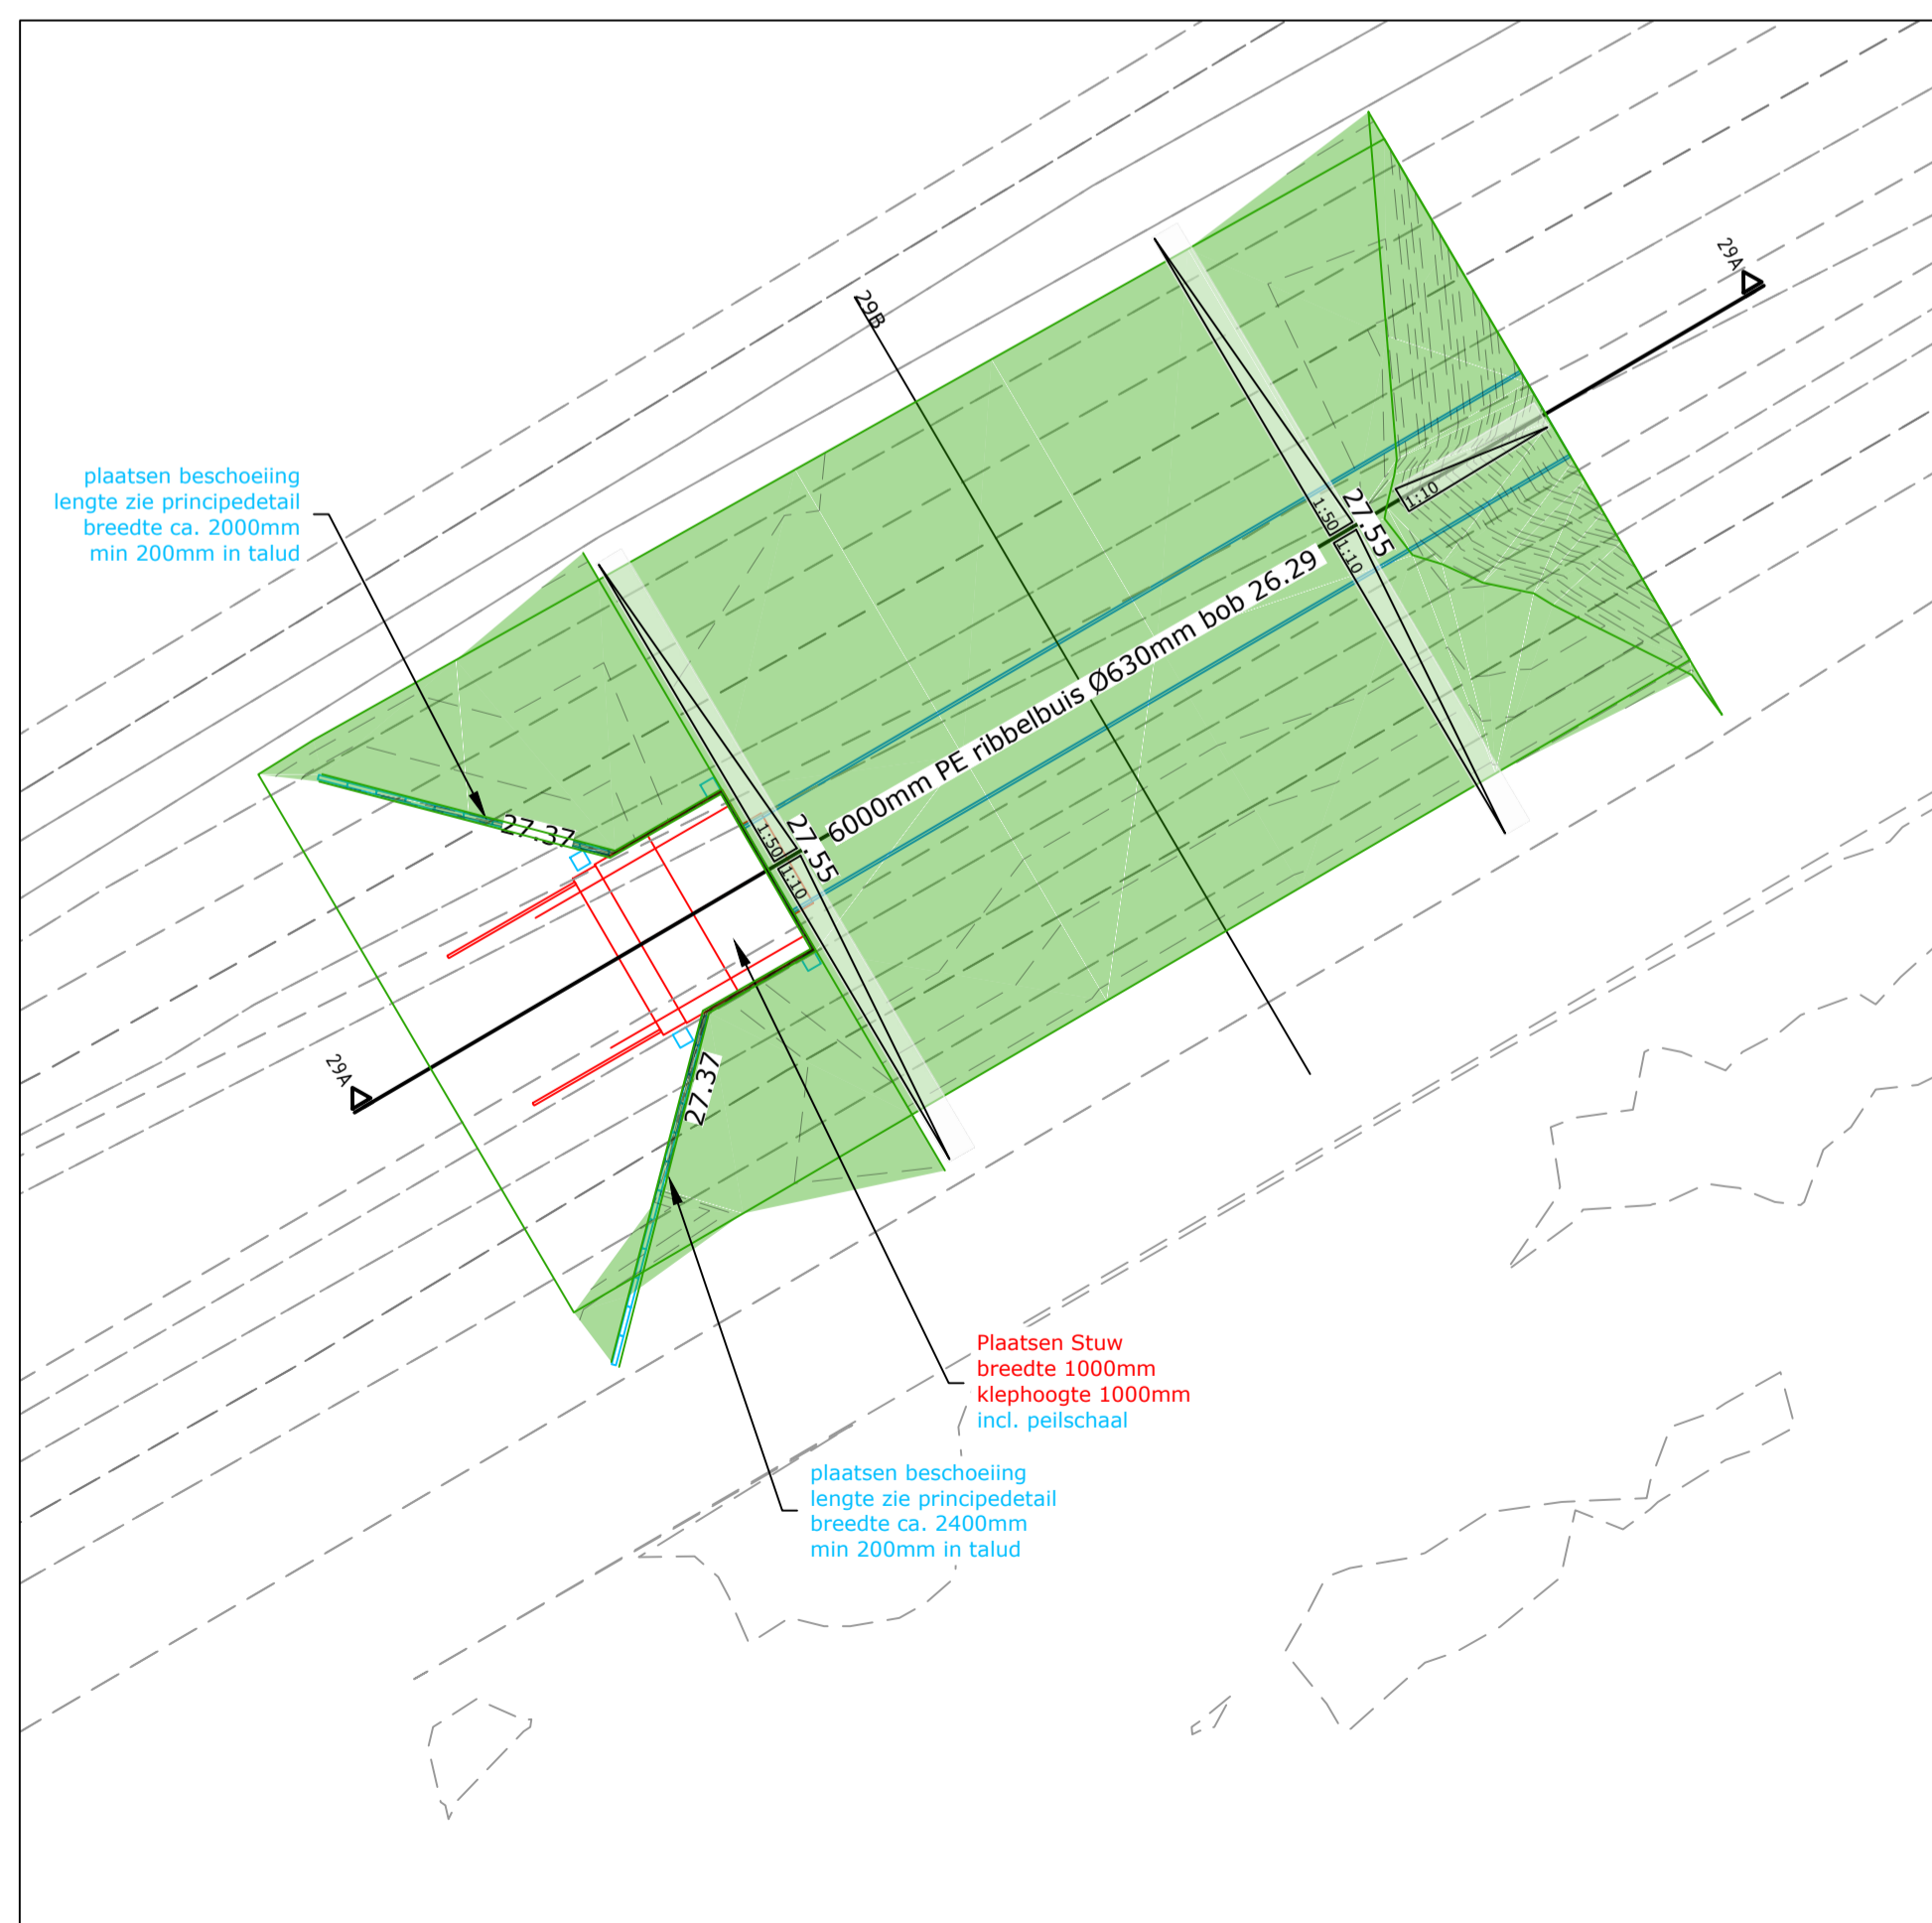 29A
29B
plaatsen beschoeiing
lengte zie principedetail
breedte ca. 2000mm
min 200mm in talud
1:10
1:50
27.55
1:10
6000mm PE ribbelbuis Ø630mm bob 26.29
27.37
1:50
27.55
1:10
29A
27.37
Plaatsen Stuw
breedte 1000mm
klephoogte 1000mm
incl. peilschaal
plaatsen beschoeiing
lengte zie principedetail
breedte ca. 2400mm
min 200mm in talud